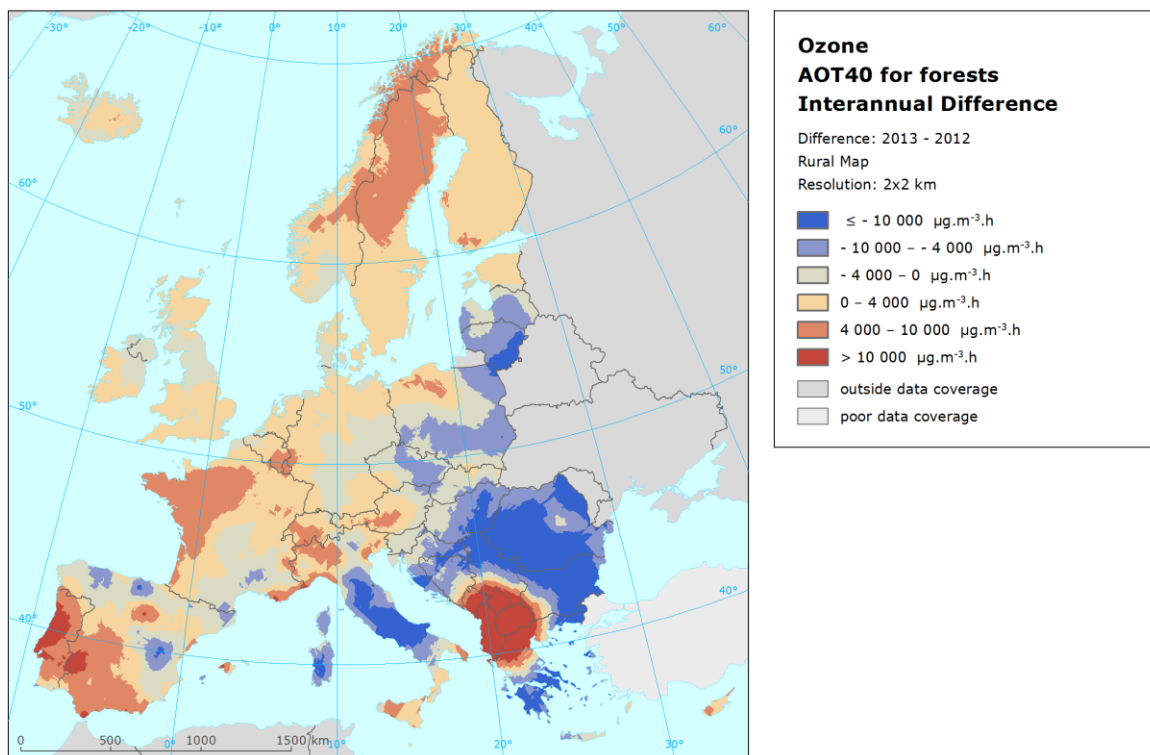 -30° -20° -10° 0° 10° 20° 30° 40° 50° 60°
60°
60°
50°
50°
40°
40°
0 500 1000 1500 km
0° 10° 20° 30°
Ozone
AOT40 for forests
Interannual Difference
Difference: 2013 - 2012
Rural Map
Resolution: 2x2 km
≤ - 10 000 µg.m⁻³.h
- 10 000 – - 4 000 µg.m⁻³.h
- 4 000 – 0 µg.m⁻³.h
0 – 4 000 µg.m⁻³.h
4 000 – 10 000 µg.m⁻³.h
> 10 000 µg.m⁻³.h
outside data coverage
poor data coverage